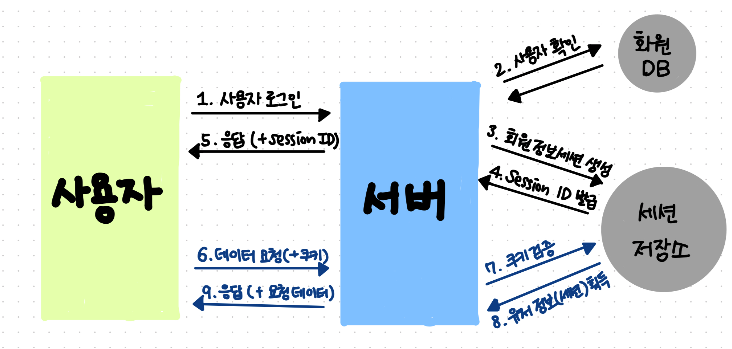 사용자
1. 사용자 로그인
5. 응답 (+session ID)
6. 데이터 요청(+쿠키)
9. 응답 (+ 요청 데이터)
서버
2. 사용자 확인
화원
DB
3. 회원 정보세션 생성
4. Session ID 발급
세션
저장소
7. 쿠키 검증
8. 유저 정보(세션)획득